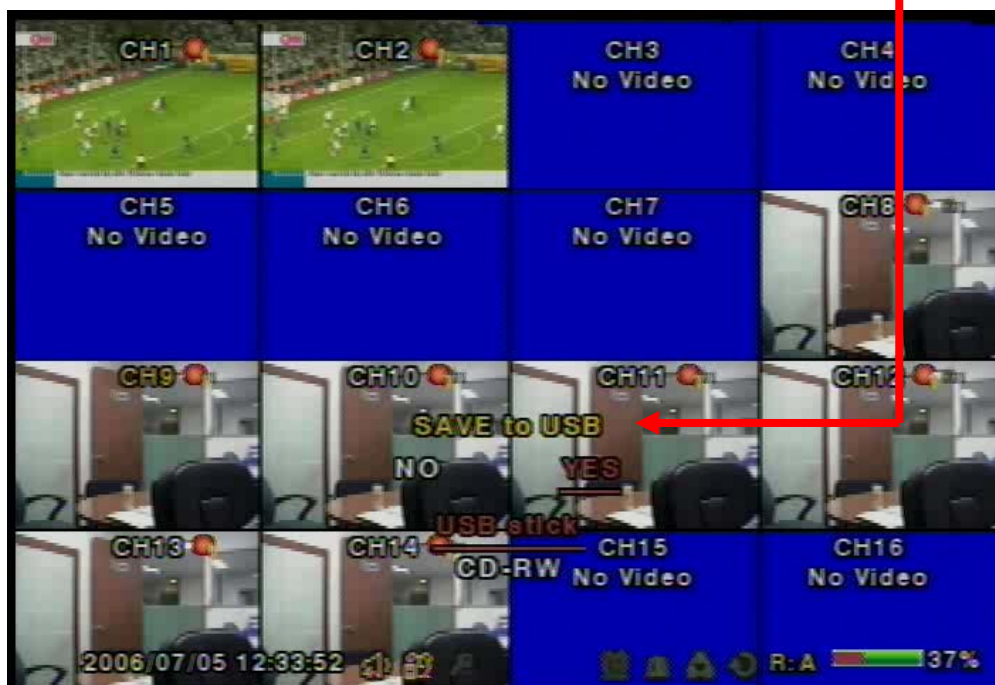 CH1 CH2 CH3 CH4
No Video No Video
CH5 CH6 CH7 CH8
No Video No Video No Video
CH9 CH10 CH11 CH12
SAVE to USB
NO YES
USB stick
CH13 CH14 CH15 CH16
CD-RW No Video No Video
2006/07/05 12:33:52 R:A 37%